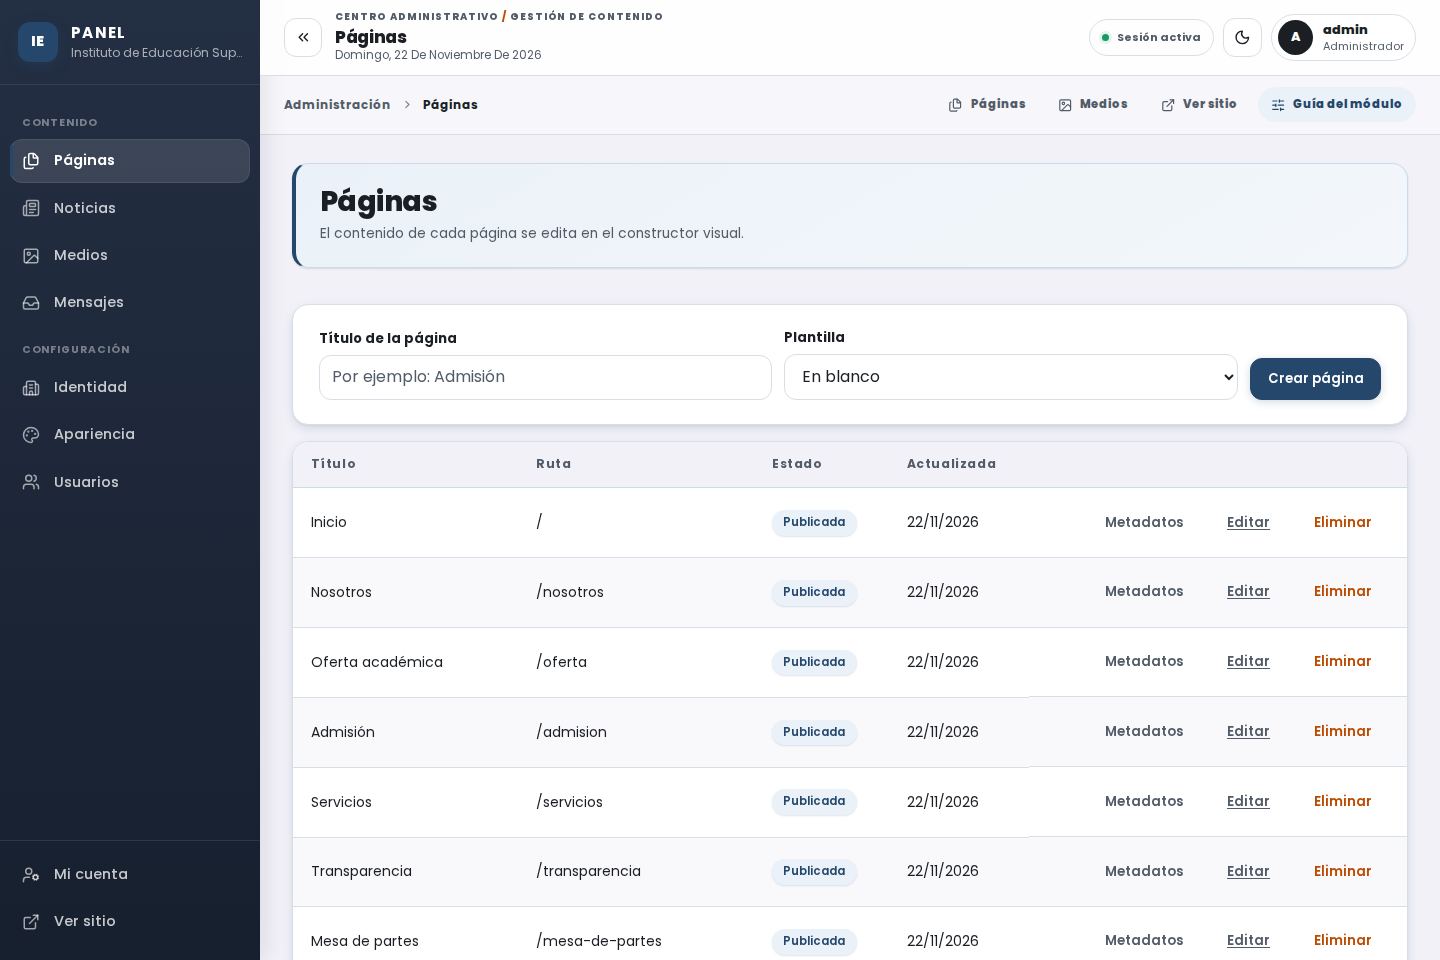 IE
PANEL
Instituto de Educación Sup...
CONTENIDO
Páginas
Noticias
Medios
Mensajes
CONFIGURACIÓN
Identidad
Apariencia
Usuarios
Mi cuenta
Ver sitio
CENTRO ADMINISTRATIVO / GESTIÓN DE CONTENIDO
Páginas
Domingo, 22 De Noviembre De 2026
Sesión activa
A
admin
Administrador
Administración > Páginas
Páginas
Medios
Ver sitio
Guía del módulo
Páginas
El contenido de cada página se edita en el constructor visual.
Título de la página
Por ejemplo: Admisión
Plantilla
En blanco
Crear página
Título Ruta Estado Actualizada
Inicio / Publicada 22/11/2026 Metadatos Editar Eliminar
Nosotros /nosotros Publicada 22/11/2026 Metadatos Editar Eliminar
Oferta académica /oferta Publicada 22/11/2026 Metadatos Editar Eliminar
Admisión /admision Publicada 22/11/2026 Metadatos Editar Eliminar
Servicios /servicios Publicada 22/11/2026 Metadatos Editar Eliminar
Transparencia /transparencia Publicada 22/11/2026 Metadatos Editar Eliminar
Mesa de partes /mesa-de-partes Publicada 22/11/2026 Metadatos Editar Eliminar